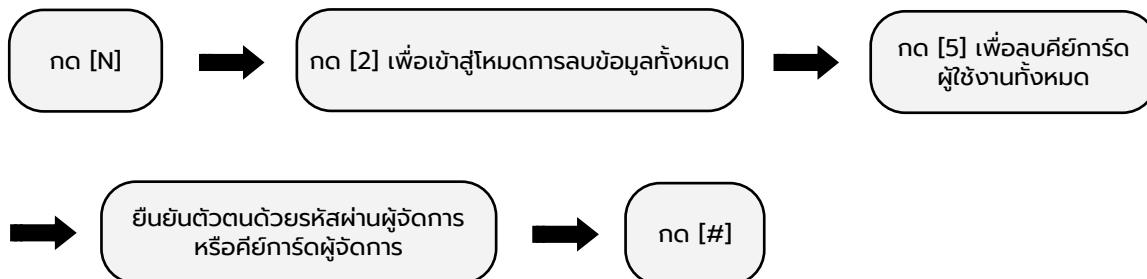 กด [N]
กด [2] เพื่อเข้าสู่โหมดการลบข้อมูลทั้งหมด
กด [5] เพื่อลบคีย์การ์ด
ผู้ใช้งานทั้งหมด
ยืนยันตัวตนด้วยรหัสผ่านผู้จัดการ
หรือคีย์การ์ดผู้จัดการ
กด [#]